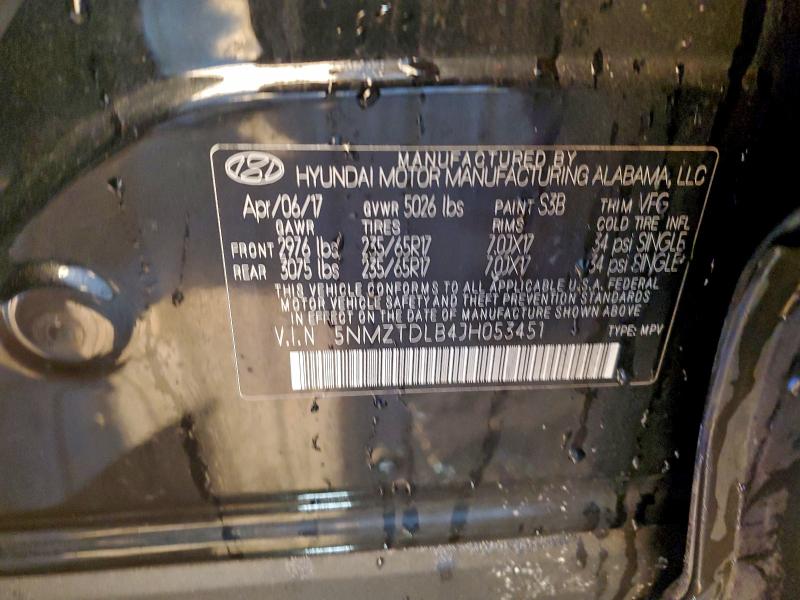 MANUFACTURED BY
HYUNDAI MOTOR MANUFACTURING ALABAMA, LLC
Apr/06/17 GVWR 5026 lbs PAINT S3B TRIM VFG
GAWR TIRES RIMS COLD TIRE INFL
FRONT 2976 lbs 235/65R17 7.0JX17 34 psi SINGLE
REAR 3075 lbs 235/65R17 7.0JX17 34 psi SINGLE
THIS VEHICLE CONFORMS TO ALL APPLICABLE U.S.A. FEDERAL
MOTOR VEHICLE SAFETY AND THEFT PREVENTION STANDARDS
IN EFFECT ON THE DATE OF MANUFACTURE SHOWN ABOVE.
V.I.N 5NMZTDLB4JH053451 TYPE: MPV